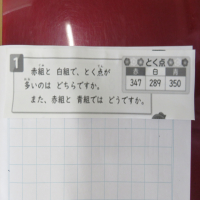 1
赤組と 白組で、とく点が
多いのは どちらですか。
また、赤組と 青組では どうですか。
とく点
赤 白 青
347 289 350